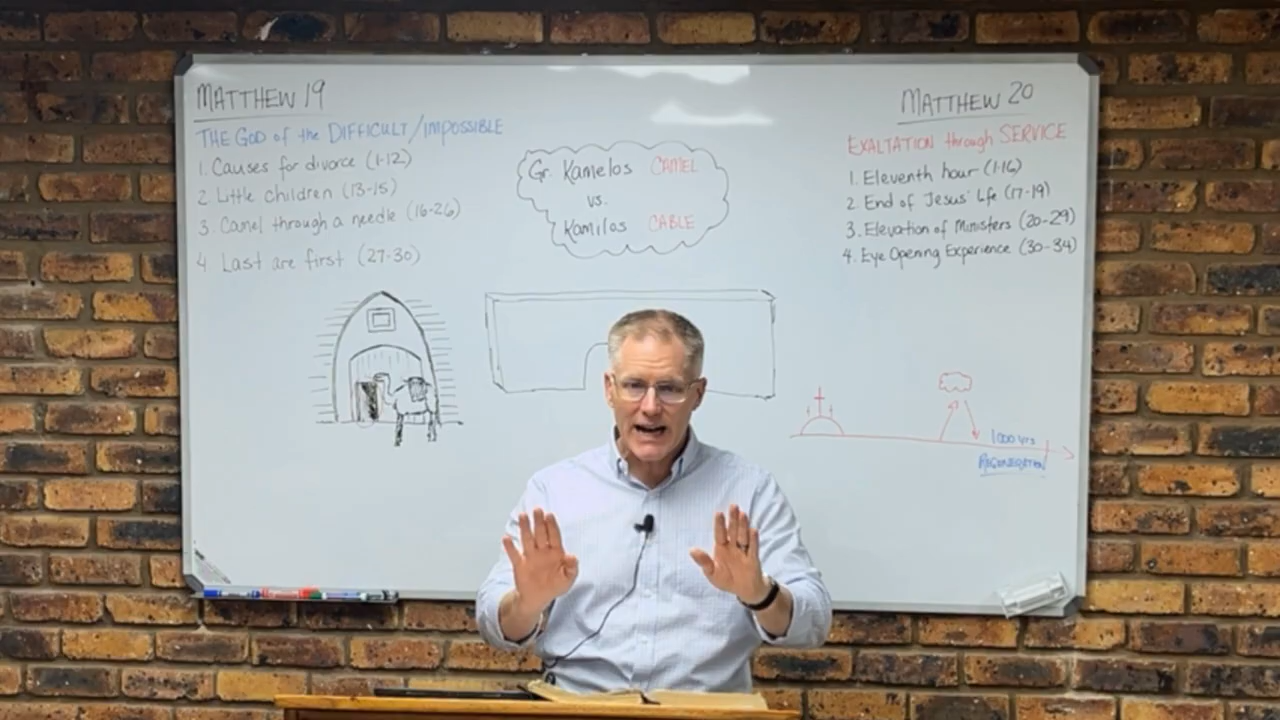 MATTHEW 19
THE GOD of the DIFFICULT/IMPOSSIBLE
1. Causes for divorce (1-12)
2 Little children (13-15)
3. Camel through a needle (16-26)
4 Last are first (27-30)
Gr. Kamelos CAMEL
vs.
Kamilos CABLE
MATTHEW 20
EXALTATION through SERVICE
1. Eleventh hour (1-16)
2. End of Jesus' Life (17-19)
3. Elevation of Ministers (20-29)
4. Eye Opening Experience (30-34)
1000 yrs
REGENERATION